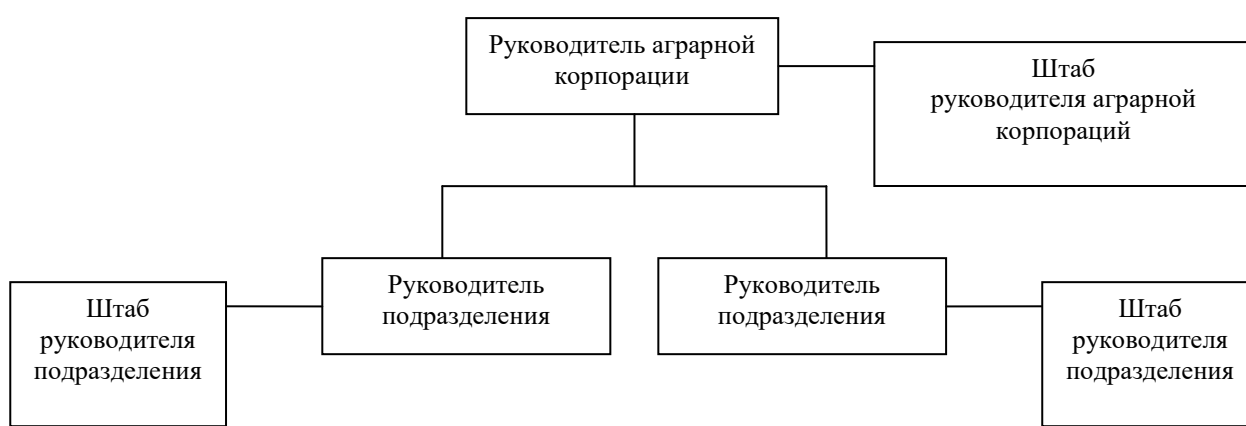 Руководитель аграрной
корпорации
Штаб
руководителя аграрной
корпораций
Руководитель
подразделения
Руководитель
подразделения
Штаб
руководителя
подразделения
Штаб
руководителя
подразделения